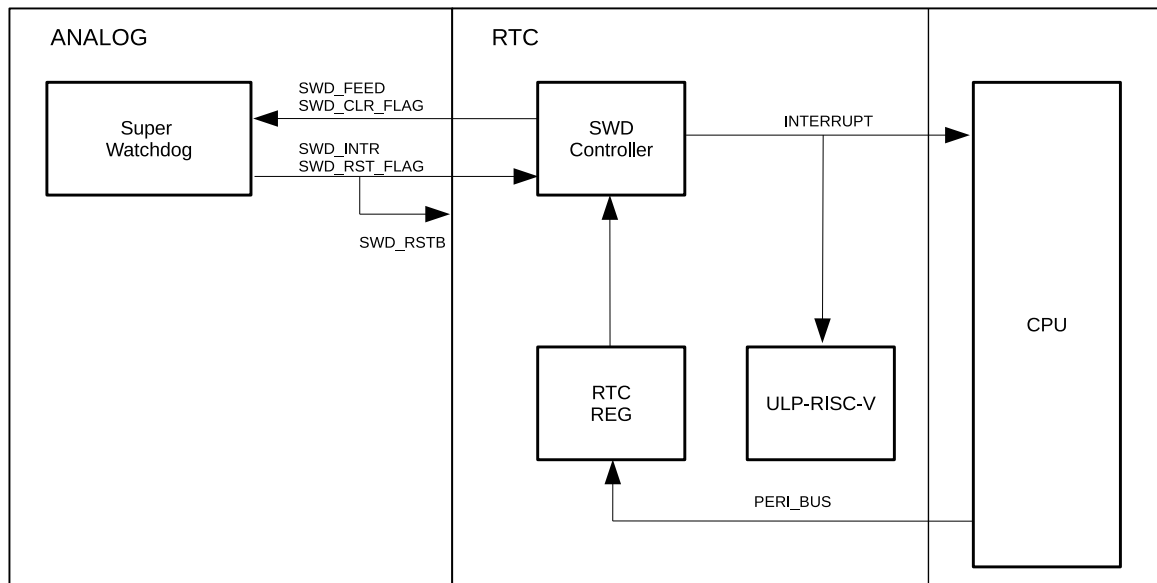 ANALOG
RTC
SWD_FEED
SWD_CLR_FLAG
Super
Watchdog
SWD
Controller
INTERRUPT
SWD_INTR
SWD_RST_FLAG
SWD_RSTB
CPU
RTC
REG
ULP-RISC-V
PERI_BUS